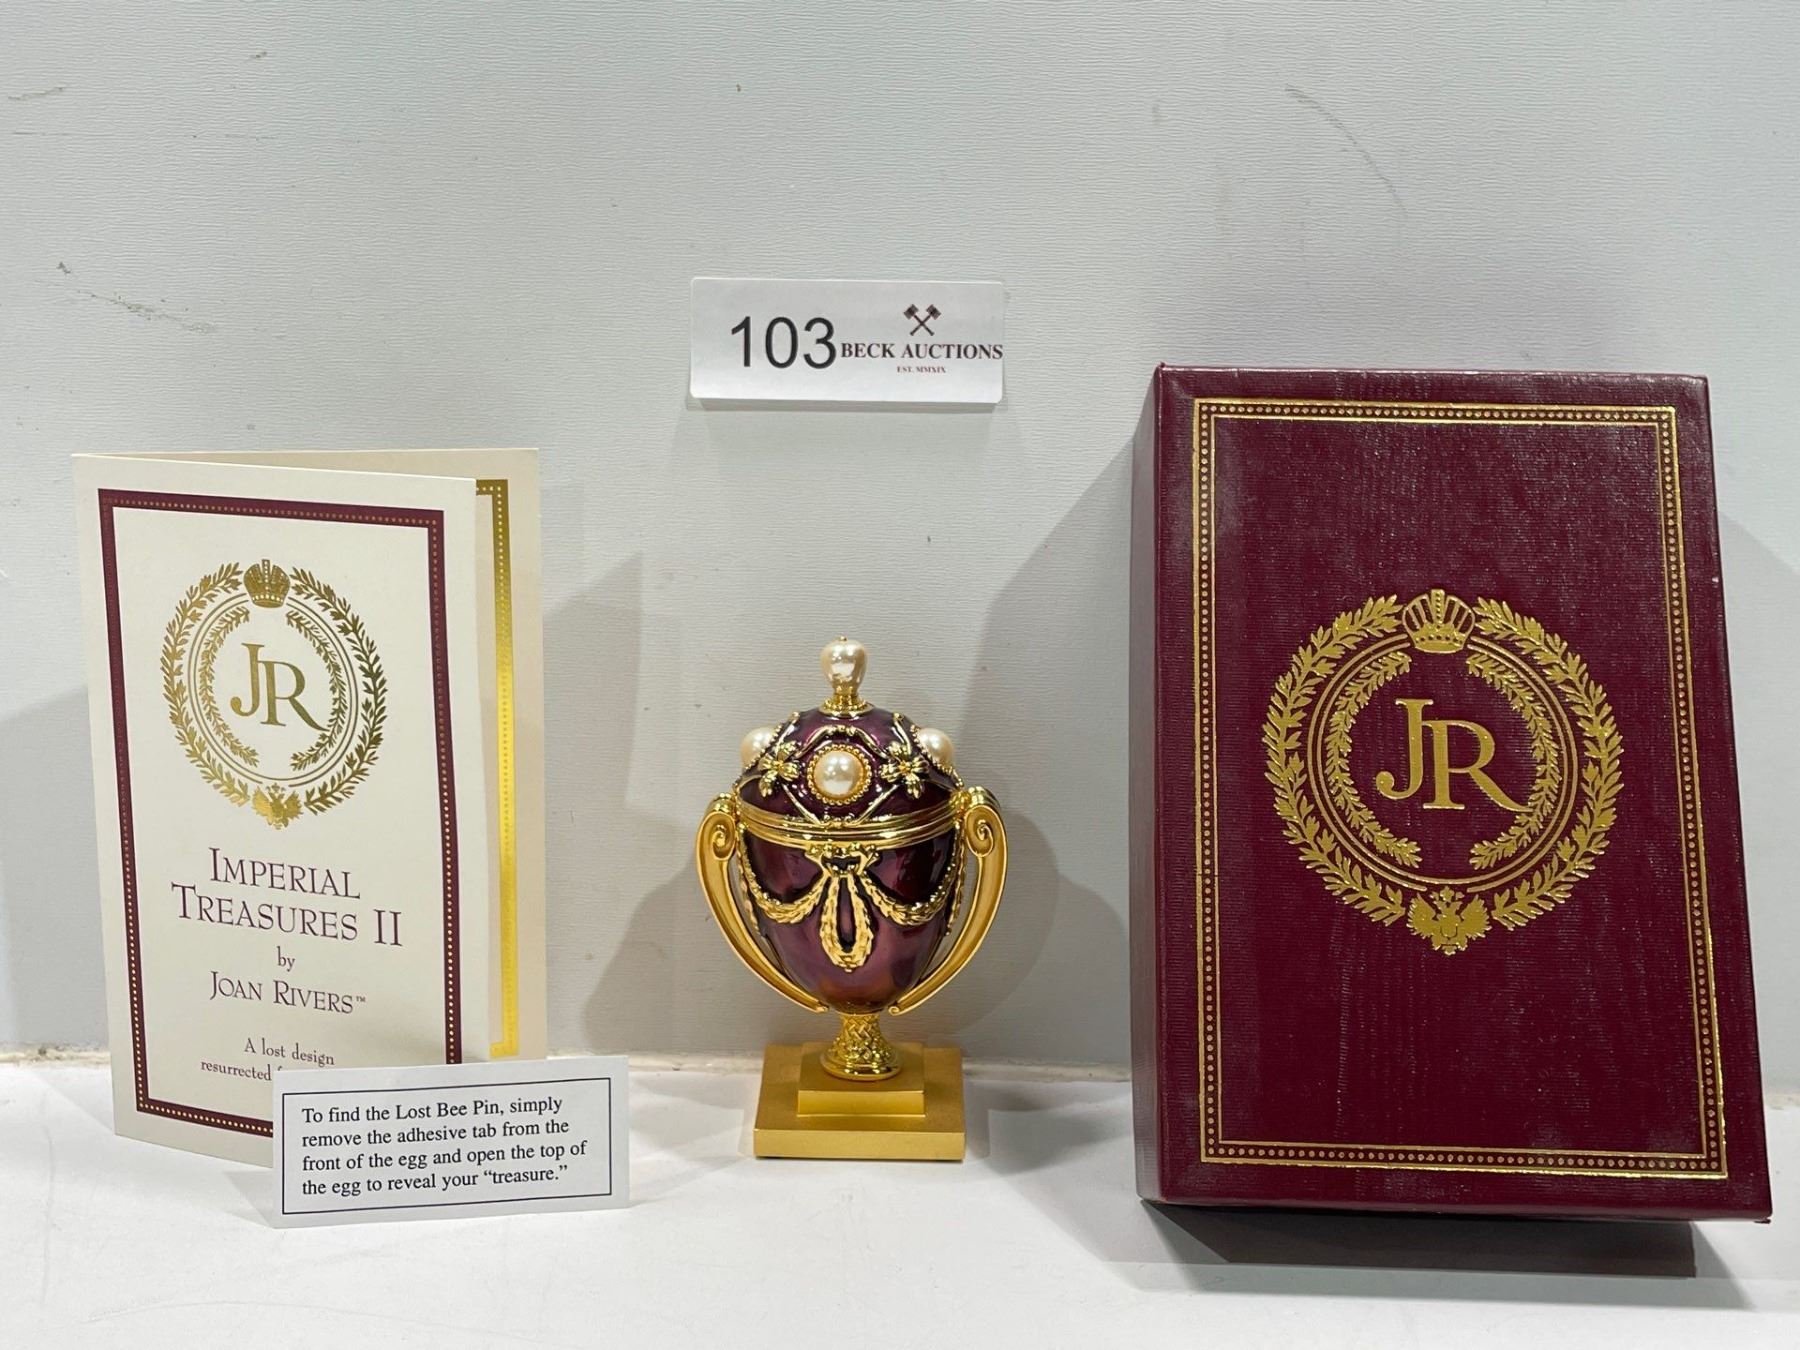 103
BECK AUCTIONS
EST. MMXIX
JR
IMPERIAL
TREASURES II
by
JOAN RIVERS™
A lost design
resurrected
To find the Lost Bee Pin, simply
remove the adhesive tab from the
front of the egg and open the top of
the egg to reveal your “treasure.”
JR